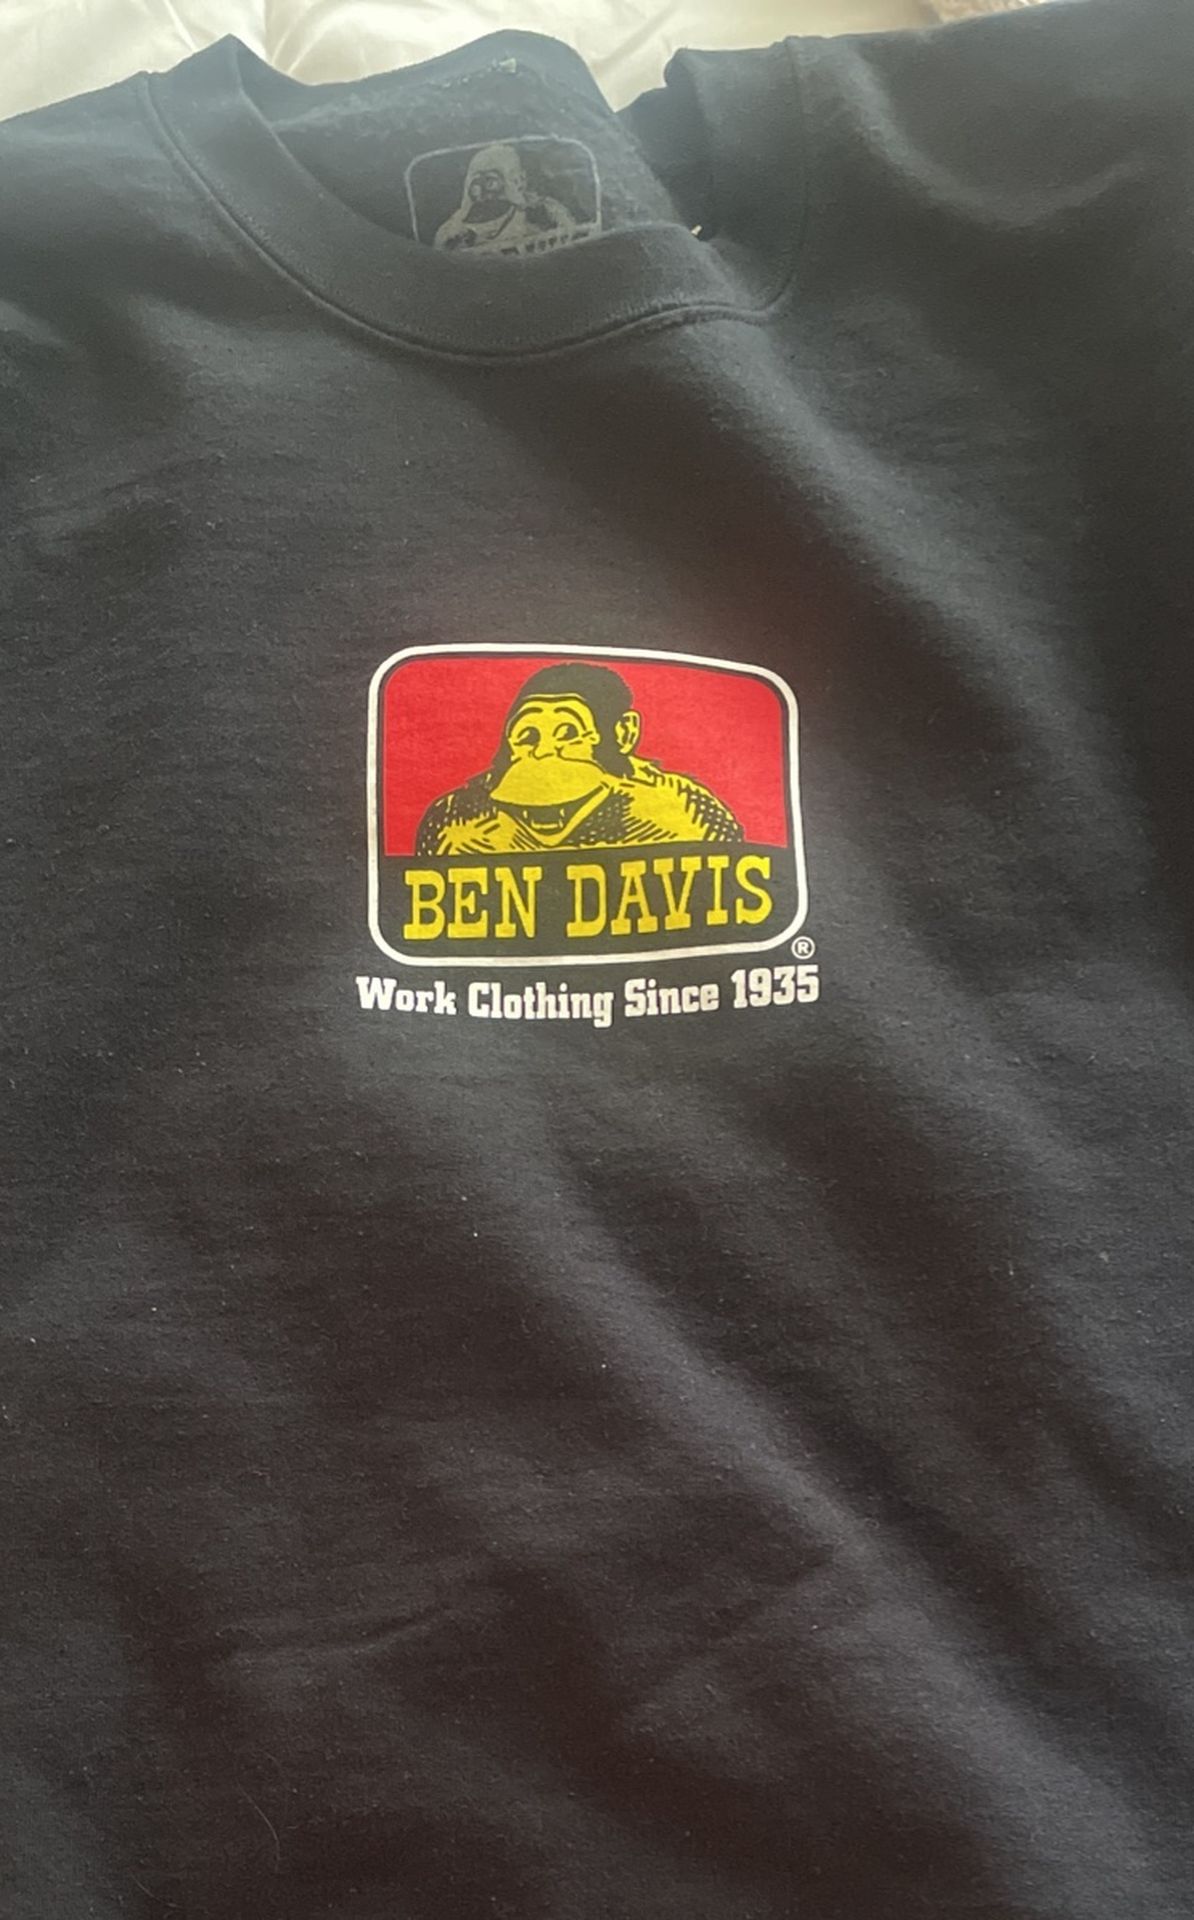 BEN DAVIS
®
Work Clothing Since 1935